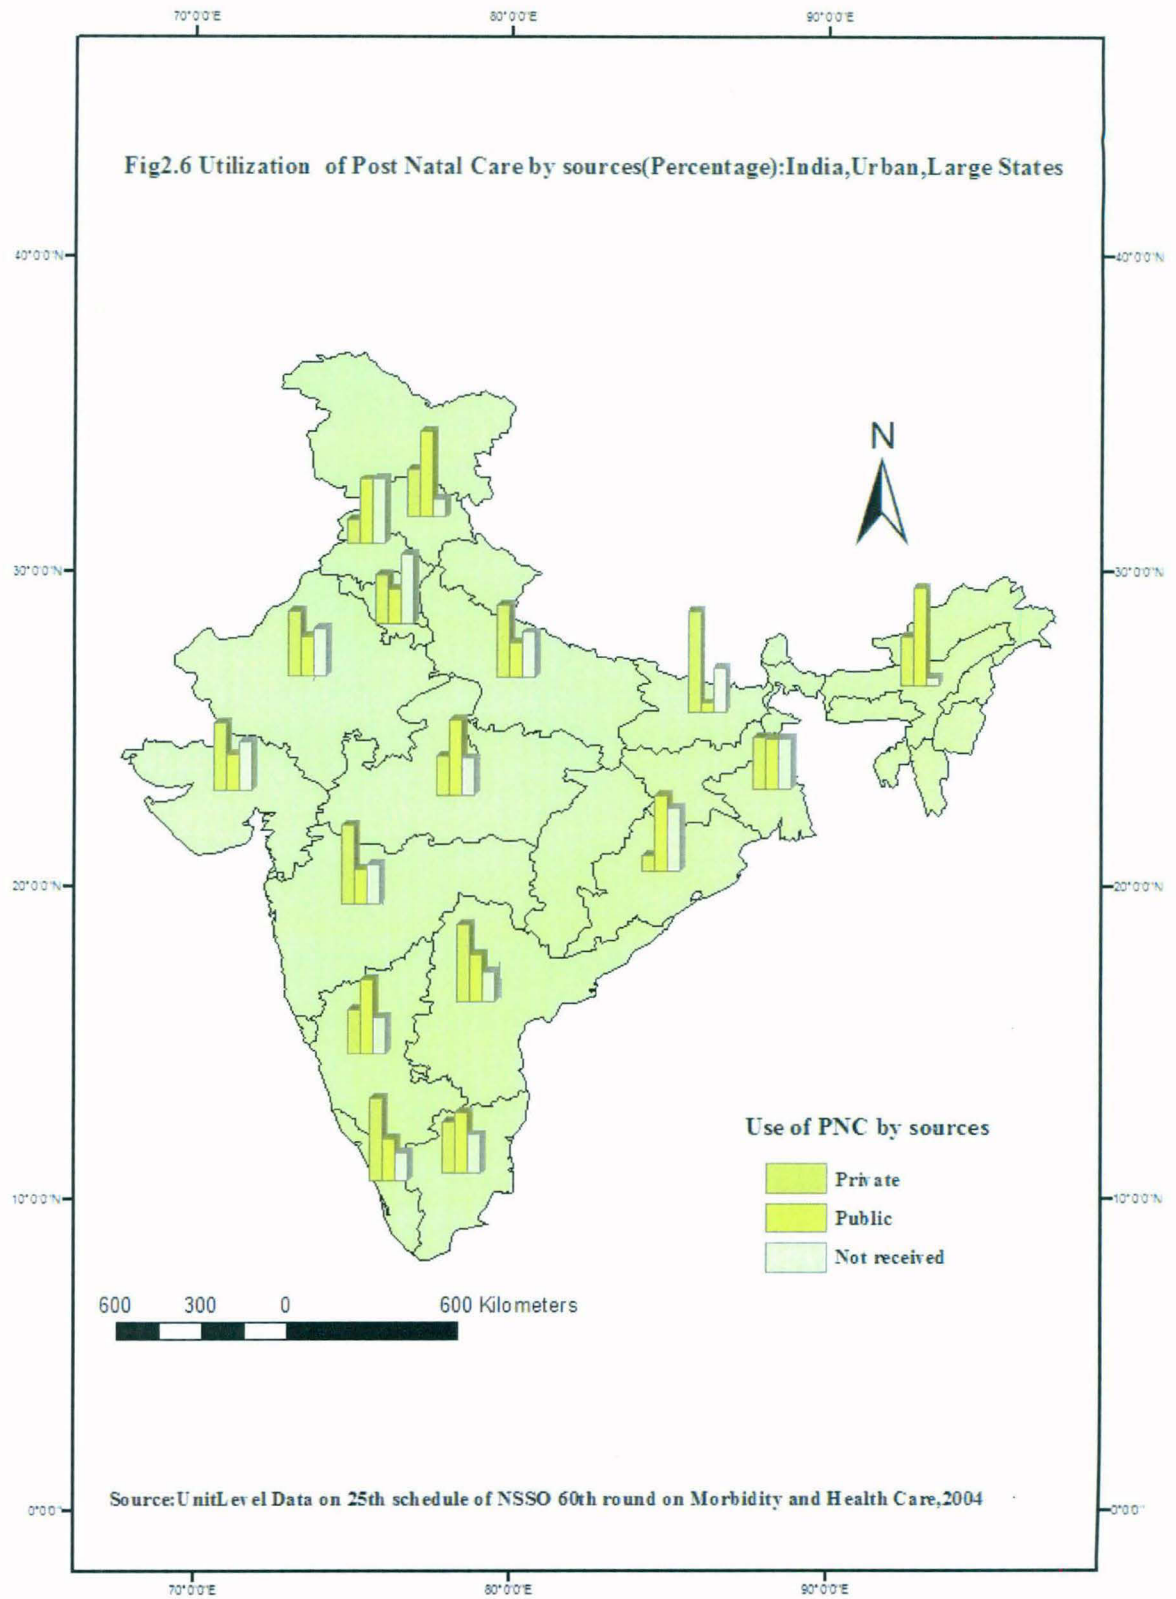 70°0'0"E 80°0'0"E 90°0'0"E
Fig2.6 Utilization of Post Natal Care by sources(Percentage):India,Urban,Large States
40°0'0"N 40°0'0"N
N
30°0'0"N 30°0'0"N
20°0'0"N 20°0'0"N
Use of PNC by sources
Private
10°0'0"N 10°0'0"N
Public
Not received
600 300 0 600 Kilometers
Source:UnitLevel Data on 25th schedule of NSSO 60th round on Morbidity and Health Care,2004
0°0'0" 0°0'0"
70°0'0"E 80°0'0"E 90°0'0"E